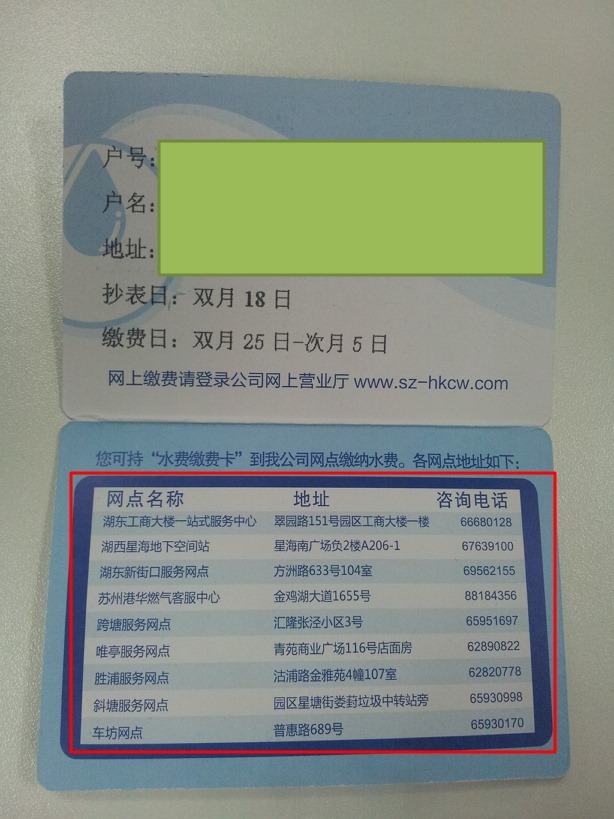 户号:
户名:
地址:
抄表日: 双月 18 日
缴费日: 双月 25 日-次月 5 日
网上缴费请登录公司网上营业厅 www.sz-hkcw.com
您可持“水费缴费卡”到我公司网点缴纳水费。各网点地址如下:
网点名称 地址 咨询电话
湖东工商大楼一站式服务中心 翠园路151号园区工商大楼一楼 66680128
湖西星海地下空间站 星海南广场负2楼A206-1 67639100
湖东新街口服务网点 方洲路633号104室 69562155
苏州港华燃气客服中心 金鸡湖大道1655号 88184356
跨塘服务网点 汇隆张泾小区3号 65951697
唯亭服务网点 青苑商业广场116号店面房 62890822
胜浦服务网点 沽浦路金雅苑4幢107室 62820778
斜塘服务网点 园区星塘街娄葑垃圾中转站旁 65930998
车坊网点 普惠路689号 65930170